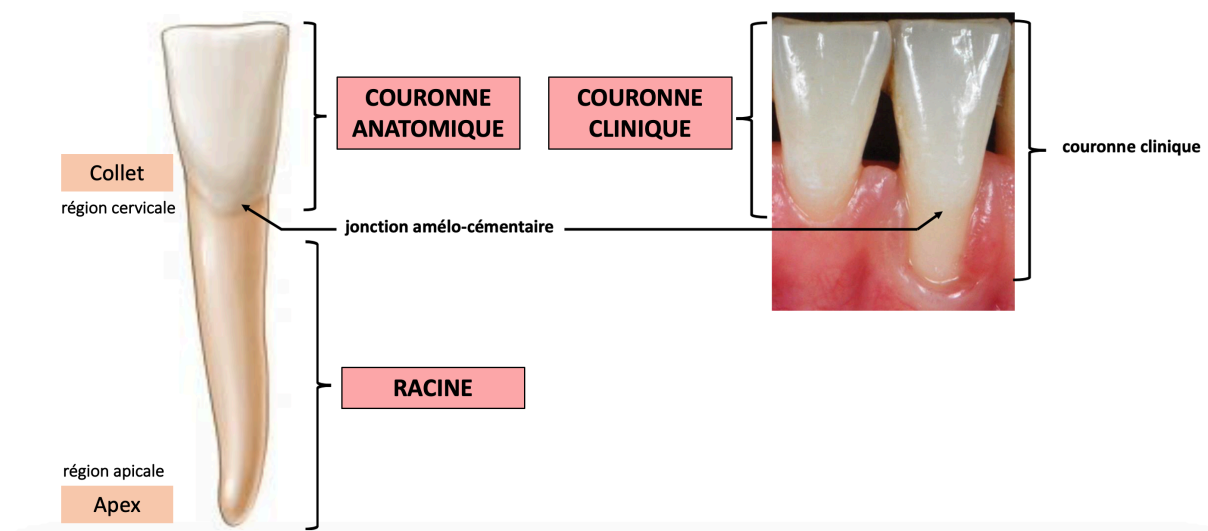 COURONNE
ANATOMIQUE
COURONNE
CLINIQUE
couronne clinique
Collet
région cervicale
jonction amélo-cémentaire
RACINE
région apicale
Apex